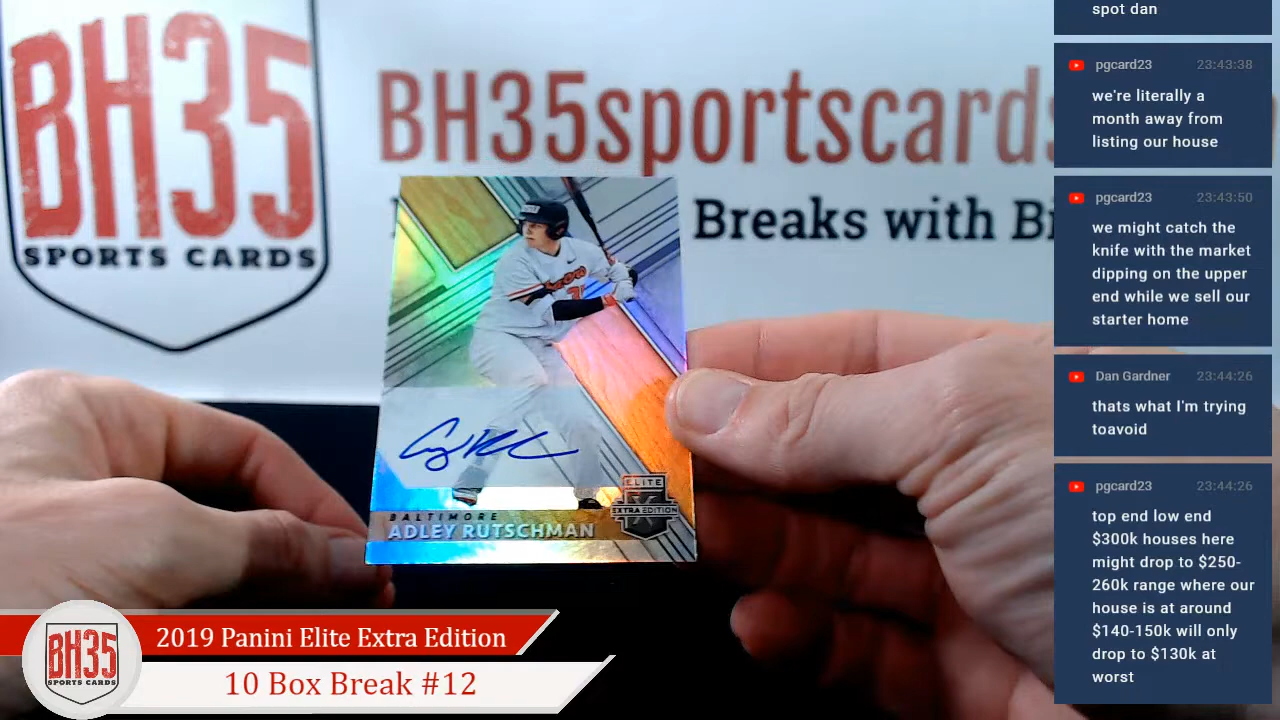 BH35
SPORTS CARDS
BH35sportscards
Breaks with Bi
ELITE
EXTRA EDITION
BALTIMORE
ADLEY RUTSCHMAN
BH35
SPORTS CARDS
2019 Panini Elite Extra Edition
10 Box Break #12
spot dan
pgcard23 23:43:38
we're literally a
month away from
listing our house
pgcard23 23:43:50
we might catch the
knife with the market
dipping on the upper
end while we sell our
starter home
Dan Gardner 23:44:26
thats what I'm trying
toavoid
pgcard23 23:44:26
top end low end
$300k houses here
might drop to $250-
260k range where our
house is at around
$140-150k will only
drop to $130k at
worst